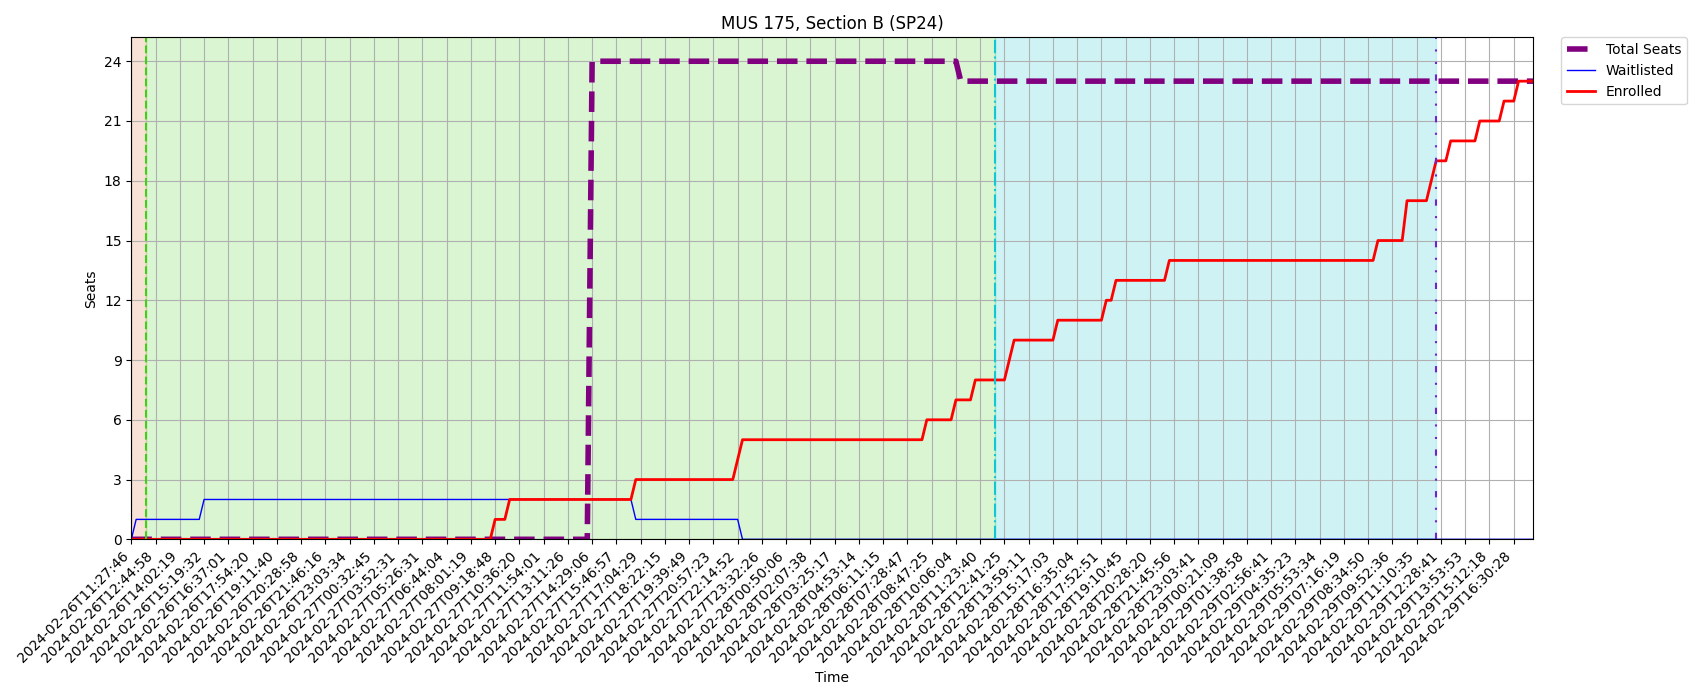 MUS 175, Section B (SP24)
Total Seats
Waitlisted
Enrolled
Seats
24
21
18
15
12
9
6
3
0
2024-02-26T11:27:46
2024-02-26T12:44:58
2024-02-26T14:02:19
2024-02-26T15:19:32
2024-02-26T16:37:01
2024-02-26T17:54:20
2024-02-26T19:11:40
2024-02-26T20:28:58
2024-02-26T21:46:16
2024-02-26T23:03:34
2024-02-27T00:32:45
2024-02-27T03:52:31
2024-02-27T05:26:31
2024-02-27T06:44:04
2024-02-27T08:01:19
2024-02-27T09:18:48
2024-02-27T10:36:20
2024-02-27T11:54:01
2024-02-27T13:11:26
2024-02-27T14:29:06
2024-02-27T15:46:57
2024-02-27T17:04:29
2024-02-27T18:22:15
2024-02-27T19:39:49
2024-02-27T20:57:23
2024-02-27T22:14:52
2024-02-27T23:32:26
2024-02-28T00:50:06
2024-02-28T02:07:38
2024-02-28T03:25:17
2024-02-28T04:53:14
2024-02-28T06:11:15
2024-02-28T07:28:47
2024-02-28T08:47:25
2024-02-28T10:06:04
2024-02-28T11:23:40
2024-02-28T12:41:25
2024-02-28T13:59:11
2024-02-28T15:17:03
2024-02-28T16:35:04
2024-02-28T17:52:51
2024-02-28T19:10:45
2024-02-28T20:28:20
2024-02-28T21:45:56
2024-02-28T23:03:41
2024-02-29T00:21:09
2024-02-29T01:38:58
2024-02-29T02:56:41
2024-02-29T04:35:23
2024-02-29T05:53:34
2024-02-29T07:16:19
2024-02-29T08:34:50
2024-02-29T09:52:36
2024-02-29T11:10:35
2024-02-29T12:28:41
2024-02-29T13:53:53
2024-02-29T15:12:18
2024-02-29T16:30:28
Time